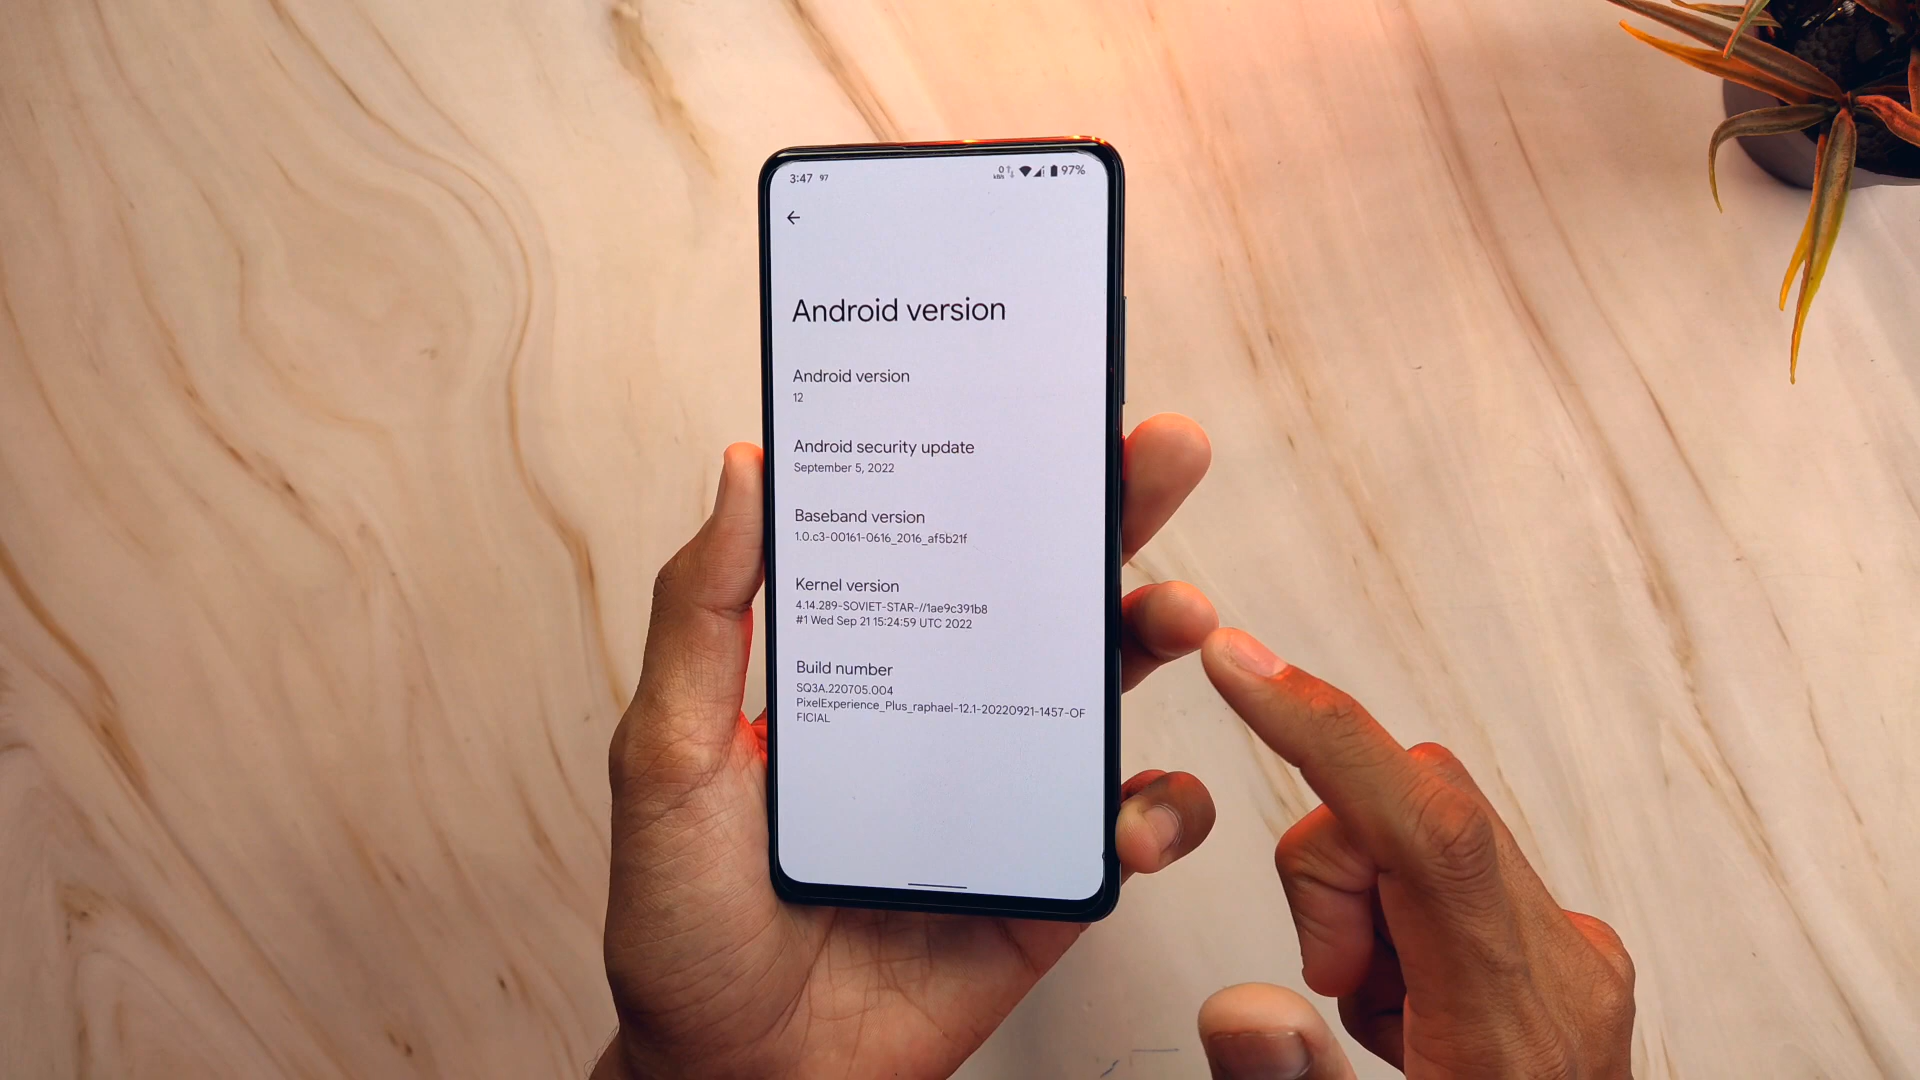 3:47 97 97%
Android version
Android version
12
Android security update
September 5, 2022
Baseband version
1.0.c3-00161-0616_2016_af5b21f
Kernel version
4.14.289-SOVIET-STAR-//1ae9c391b8
#1 Wed Sep 21 15:24:59 UTC 2022
Build number
SQ3A.220705.004
PixelExperience_Plus_raphael-12.1-20220921-1457-OF
FICIAL